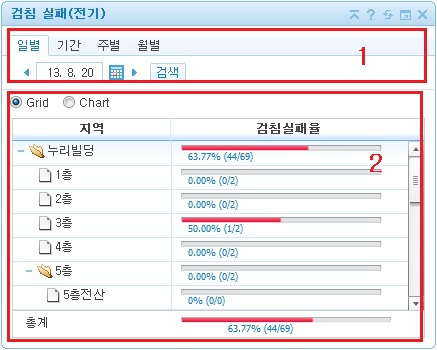 검침 실패(전기)
일별 기간 주별 월별
1
13. 8. 20 검색
Grid Chart
지역 검침실패율
2
누리빌딩 63.77% (44/69)
1층 0.00% (0/2)
2층 0.00% (0/2)
3층 50.00% (1/2)
4층 0.00% (0/2)
5층 0.00% (0/2)
5층전산 0% (0/0)
총계 63.77% (44/69)